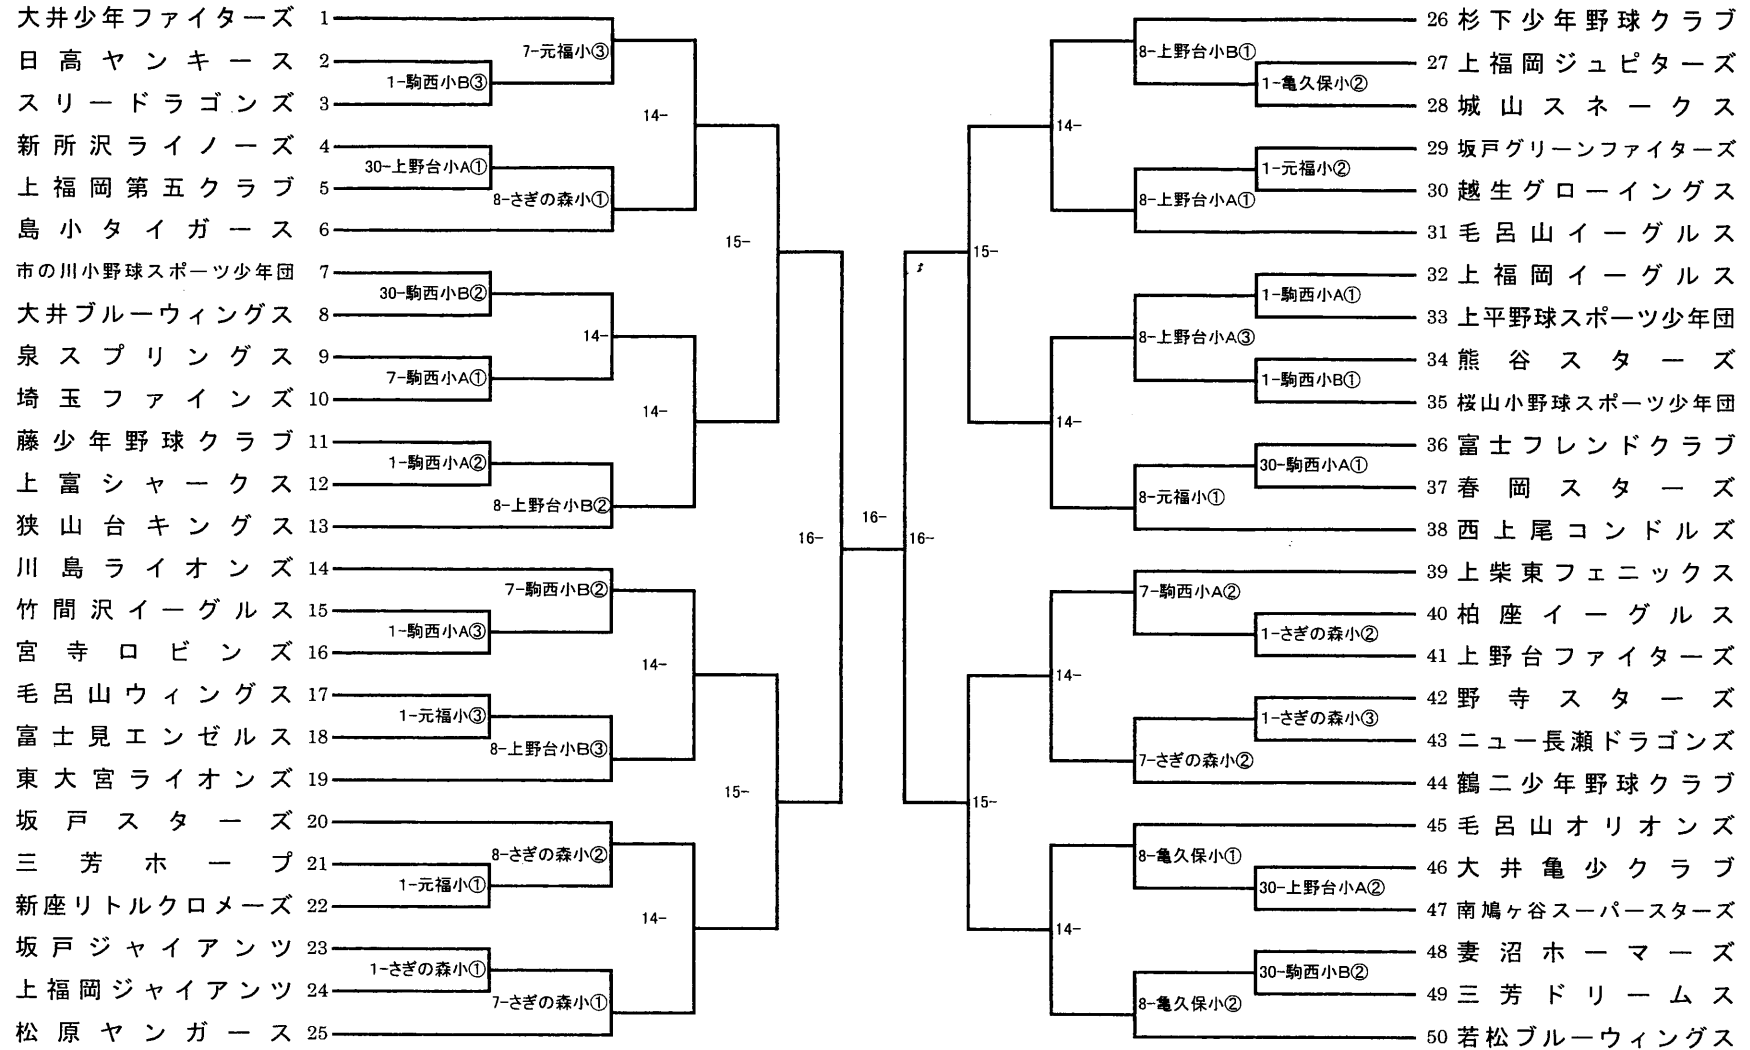 大井少年ファイターズ 1
日高ヤンキース 2
スリードラゴンズ 3
新所沢ライノーズ 4
上福岡第五クラブ 5
島小タイガース 6
市の川小野球スポーツ少年団 7
大井ブルーウィングス 8
泉スプリングス 9
埼玉ファインズ 10
藤少年野球クラブ 11
上富シャークス 12
狭山台キングス 13
川島ライオンズ 14
竹間沢イーグルス 15
宮寺ロビンズ 16
毛呂山ウィングス 17
富士見エンゼルス 18
東大宮ライオンズ 19
坂戸スターズ 20
三芳ホープ 21
新座リトルクロメーズ 22
坂戸ジャイアンツ 23
上福岡ジャイアンツ 24
松原ヤンガース 25
1-駒西小B③
30-上野台小A①
30-駒西小B②
7-駒西小A①
1-駒西小A②
1-駒西小A③
1-元福小③
1-元福小①
1-さぎの森小①
7-元福小③
8-さぎの森小①
14-
8-上野台小B②
7-駒西小B②
8-上野台小B③
8-さぎの森小②
7-さぎの森小①
14-
14-
14-
14-
15-
15-
16-
16-
16-
15-
15-
14-
14-
14-
14-
8-上野台小B①
8-上野台小A①
8-上野台小A③
8-元福小①
7-駒西小A②
7-さぎの森小②
8-亀久保小①
8-亀久保小②
1-亀久保小②
1-元福小②
1-駒西小A①
1-駒西小B①
30-駒西小A①
1-さぎの森小②
1-さぎの森小③
30-上野台小A②
30-駒西小B②
26 杉下少年野球クラブ
27 上福岡ジュピターズ
28 城山スネークス
29 坂戸グリーンファイターズ
30 越生グローイングス
31 毛呂山イーグルス
32 上福岡イーグルス
33 上平野球スポーツ少年団
34 熊谷スターズ
35 桜山小野球スポーツ少年団
36 富士フレンドクラブ
37 春岡スターズ
38 西上尾コンドルズ
39 上柴東フェニックス
40 柏座イーグルス
41 上野台ファイターズ
42 野寺スターズ
43 ニュー長瀬ドラゴンズ
44 鶴二少年野球クラブ
45 毛呂山オリオンズ
46 大井亀少クラブ
47 南鳩ヶ谷スーパースターズ
48 妻沼ホーマーズ
49 三芳ドリームス
50 若松ブルーウィングス